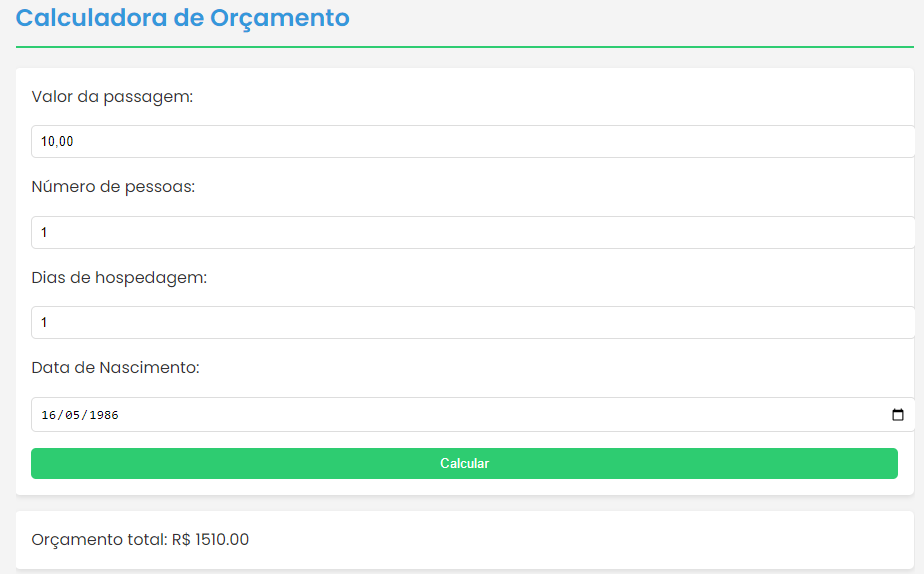 Calculadora de Orçamento
Valor da passagem:
10,00
Número de pessoas:
1
Dias de hospedagem:
1
Data de Nascimento:
16/05/1986
Calcular
Orçamento total: R$ 1510.00